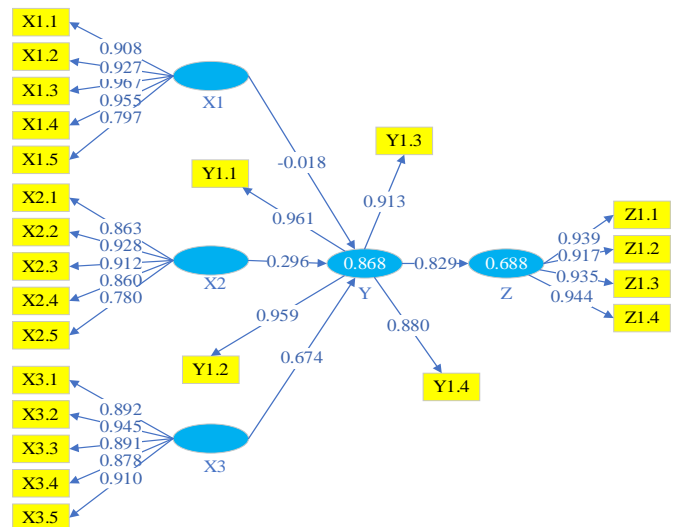 X1.1
X1.2
X1.3
X1.4
X1.5
0.908
0.927
0.967
0.955
0.797
X1
-0.018
X2.1
X2.2
X2.3
X2.4
X2.5
0.863
0.928
0.912
0.860
0.780
X2
0.296
X3.1
X3.2
X3.3
X3.4
X3.5
0.892
0.945
0.891
0.878
0.910
X3
0.674
Y1.1
0.961
Y1.3
0.913
0.868
Y
0.959
Y1.2
0.880
Y1.4
0.829
0.688
Z
0.939
0.917
0.935
0.944
Z1.1
Z1.2
Z1.3
Z1.4